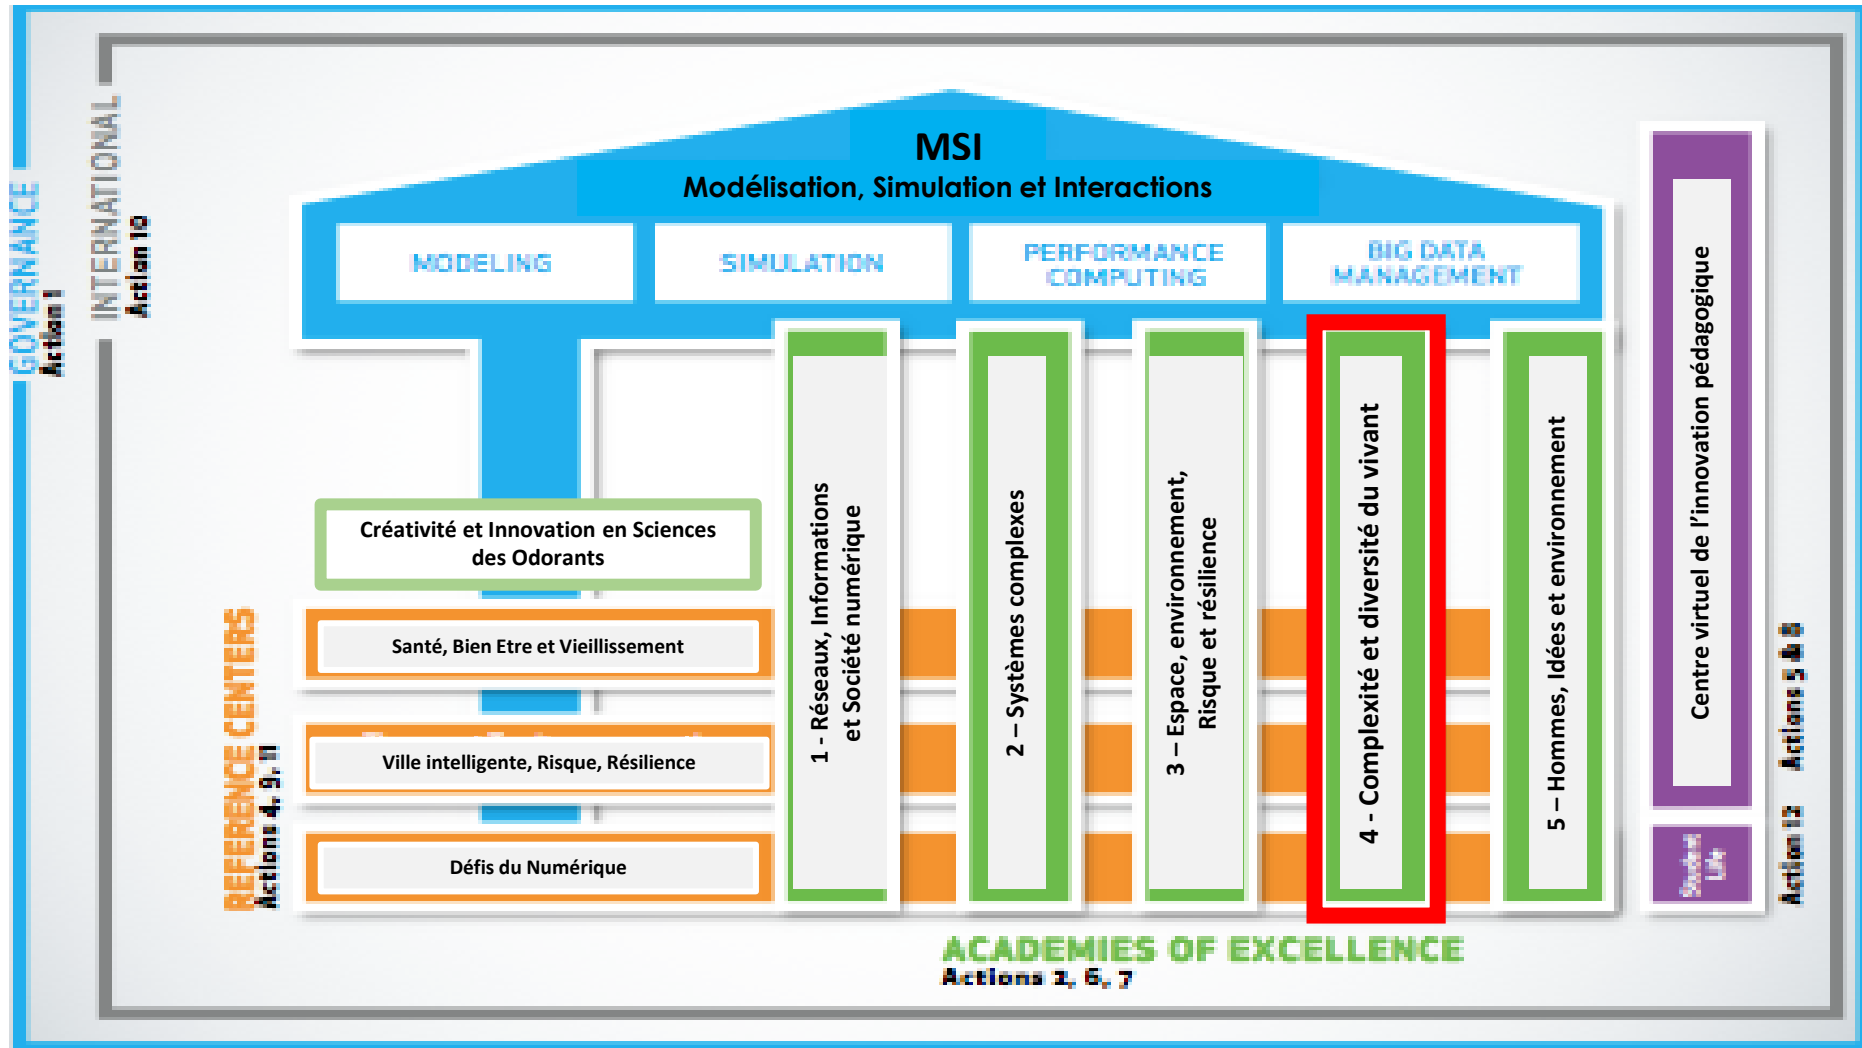 GOVERNANCE
Action 1
INTERNATIONAL
Action 10
MSI
Modélisation, Simulation et Interactions
MODELING
SIMULATION
PERFORMANCE
COMPUTING
BIG DATA
MANAGEMENT
Créativité et Innovation en Sciences
des Odorants
REFERENCE CENTERS
Actions 4, 9, 11
Santé, Bien Etre et Vieillissement
Ville intelligente, Risque, Résilience
Défis du Numérique
1 - Réseaux, Informations
et Société numérique
2 – Systèmes complexes
3 – Espace, environnement,
Risque et résilience
4 - Complexité et diversité du vivant
5 – Hommes, Idées et environnement
Centre virtuel de l'innovation pédagogique
Actions 5 & 8
Student
Life
Action 12
ACADEMIES OF EXCELLENCE
Actions 2, 6, 7